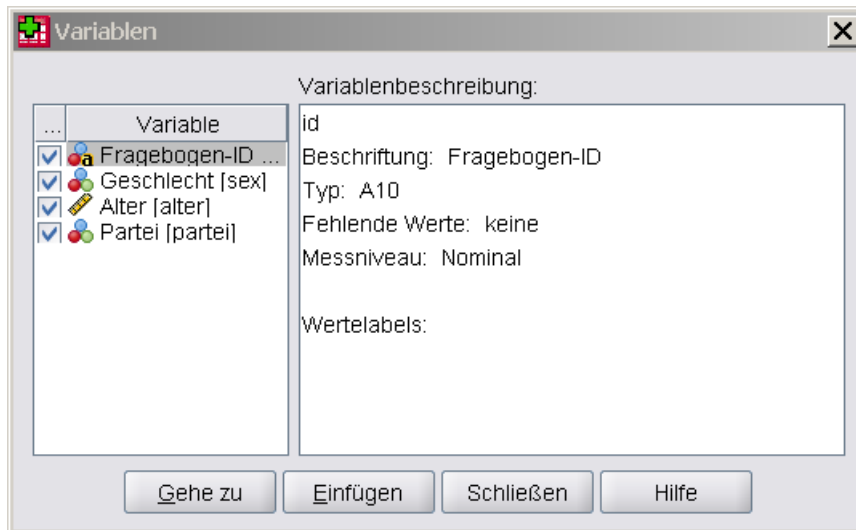 Variablen
Variablenbeschreibung:
... Variable
Fragebogen-ID ...
Geschlecht [sex]
Alter [alter]
Partei [partei]
id
Beschriftung: Fragebogen-ID
Typ: A10
Fehlende Werte: keine
Messniveau: Nominal
Wertelabels:
Gehe zu Einfügen Schließen Hilfe